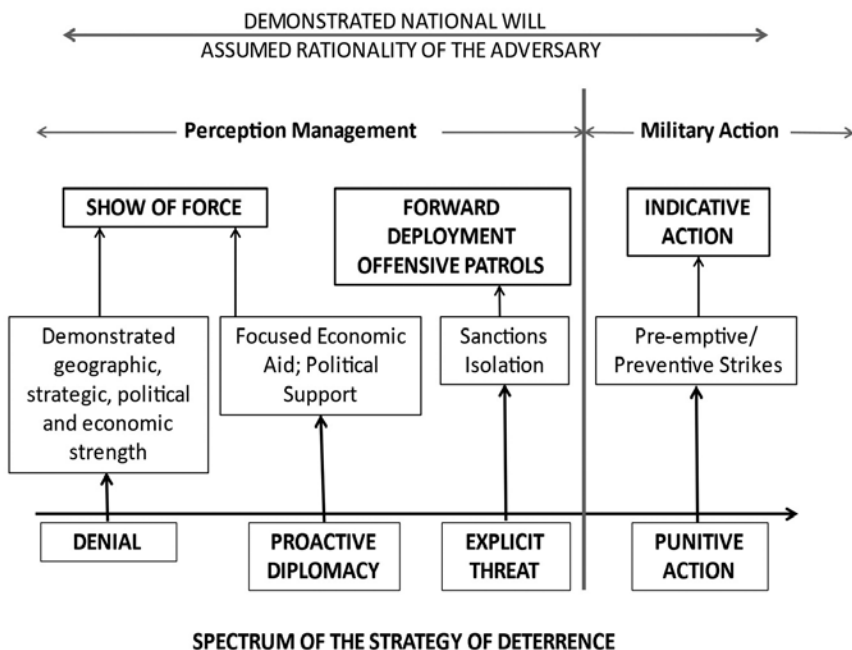 DEMONSTRATED NATIONAL WILL
ASSUMED RATIONALITY OF THE ADVERSARY
Perception Management
Military Action
SHOW OF FORCE
FORWARD
DEPLOYMENT
OFFENSIVE PATROLS
INDICATIVE
ACTION
Demonstrated
geographic,
strategic, political
and economic
strength
Focused Economic
Aid; Political
Support
Sanctions
Isolation
Pre-emptive/
Preventive Strikes
DENIAL
PROACTIVE
DIPLOMACY
EXPLICIT
THREAT
PUNITIVE
ACTION
SPECTRUM OF THE STRATEGY OF DETERRENCE